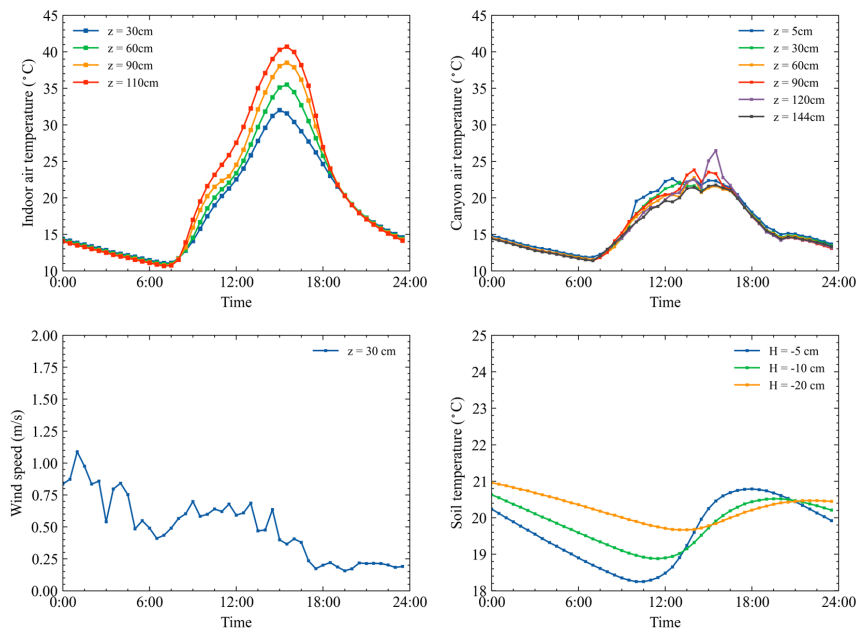 Indoor air temperature (°C)
45
40
35
30
25
20
15
10
z = 30cm
z = 60cm
z = 90cm
z = 110cm
0:00
6:00
12:00
18:00
24:00
Time
Canyon air temperature (°C)
45
40
35
30
25
20
15
10
z = 5cm
z = 30cm
z = 60cm
z = 90cm
z = 120cm
z = 144cm
0:00
6:00
12:00
18:00
24:00
Time
Wind speed (m/s)
2.00
1.75
1.50
1.25
1.00
0.75
0.50
0.25
0.00
z = 30 cm
0:00
6:00
12:00
18:00
24:00
Time
Soil temperature (°C)
25
24
23
22
21
20
19
18
H = -5 cm
H = -10 cm
H = -20 cm
0:00
6:00
12:00
18:00
24:00
Time